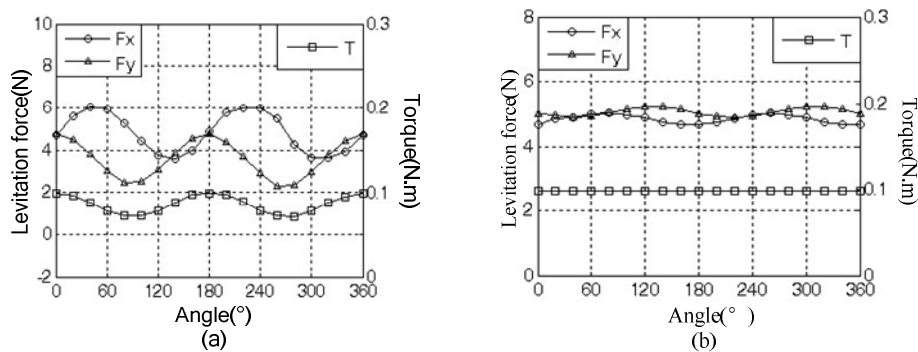 10
8
6
4
2
0
-2
Levitation force(N)
Fx
Fy
T
0.3
0.2
0.1
0
Torque(N.m)
0 60 120 180 240 300 360
Angle(°)
(a)
8
6
4
2
0
Levitation force(N)
Fx
Fy
T
0.3
0.2
0.1
0
Torque(N.m)
0 60 120 180 240 300 360
Angle(° )
(b)